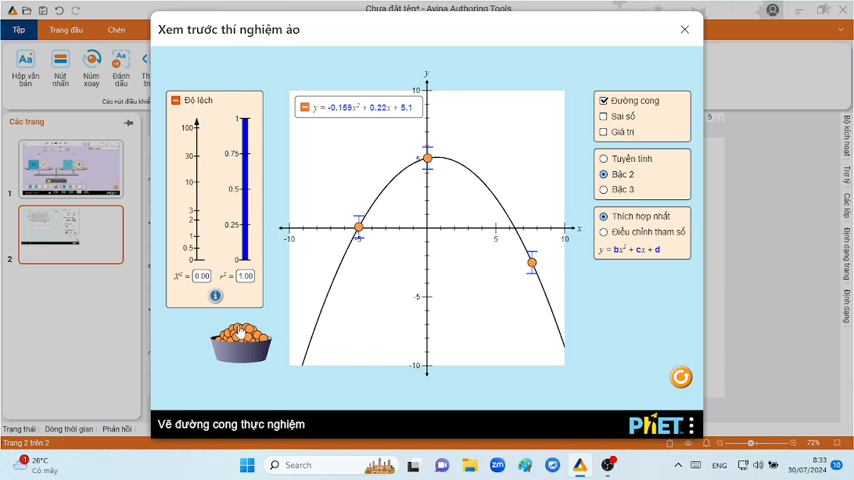 Chưa đặt tên* - Avina Authoring Tools
Tệp
Trang đầu
Chèn
Xem trước thí nghiệm ảo
Hộp văn bản
Nút nhấn
Núm xoay
Đánh dấu
Các nút điều khiể
Các trang
1
2
Độ lệch
100
30
10
3
2
1
0.5
0
1
0.75
0.5
0.25
0
X² = 0.00
r² = 1.00
y = -0.159x² + 0.22x + 5.1
y
10
5
-10
-5
5
10
x
-5
-10
Đường cong
Sai số
Giá trị
Tuyến tính
Bậc 2
Bậc 3
Thích hợp nhất
Điều chỉnh tham số
y = bx² + cx + d
5
Bộ kích hoạt
Trợ lý
Các lớp
Định dạng trang
Định dạng
Vẽ đường cong thực nghiệm
PhET
Trạng thái
Dòng thời gian
Phản hồi
Trang 2 trên 2
72%
1
26°C
Có mây
Search
zm
ENG
8:33
30/07/2024
10